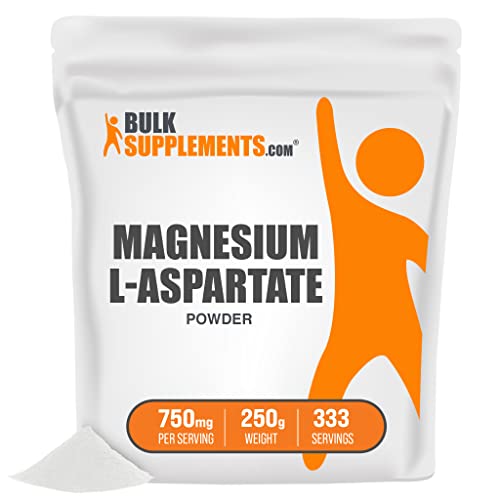 BULK
SUPPLEMENTS.COM®
MAGNESIUM
L-ASPARTATE
POWDER
750mg
PER SERVING
250g
WEIGHT
333
SERVINGS